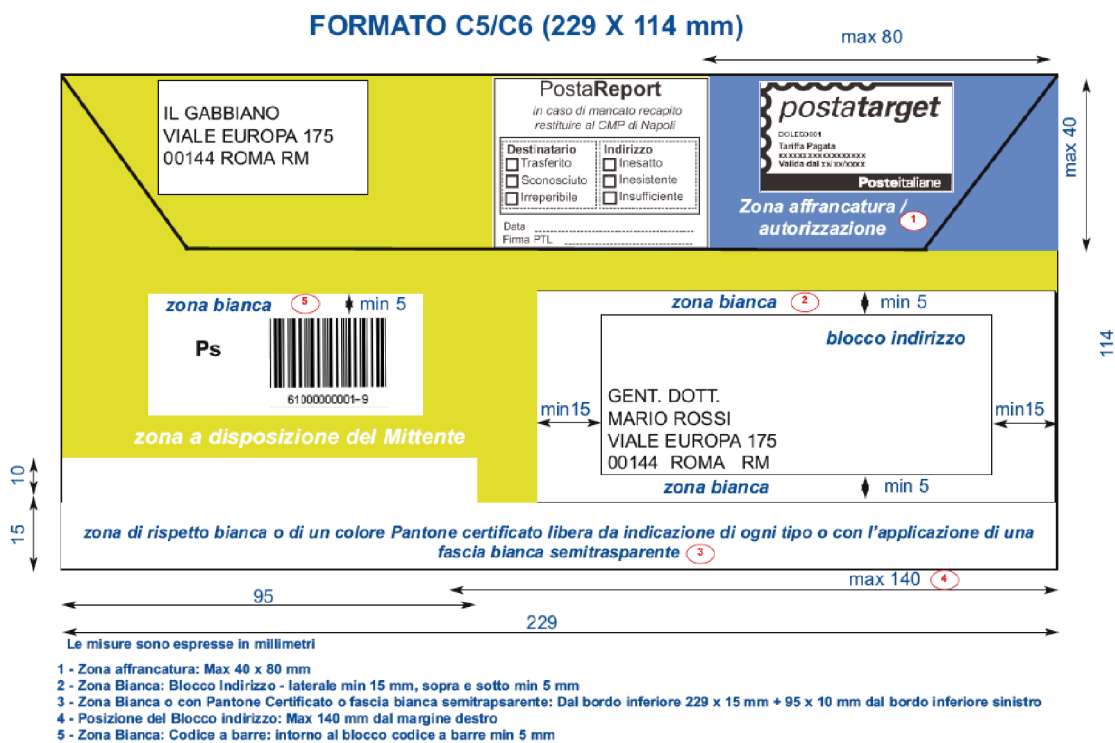 FORMATO C5/C6 (229 X 114 mm)
max 80
IL GABBIANO
VIALE EUROPA 175
00144 ROMA RM
PostaReport
in caso di mancato recapito
restituire al CMP di Napoli
Destinatario
Trasferito
Sconosciuto
Irreperibile
Indirizzo
Inesatto
Inesistente
Insufficiente
Data
Firma PTL
postatarget
DCLESD001
Tariffa Pagata
xxxxxxxxxxxxxxxxxx
Valida dal xx/xx/xxxx
Posteitaliane
Zona affrancatura /
autorizzazione 1
max 40
zona bianca 5 min 5
Ps
61000000001-9
zona a disposizione del Mittente
zona bianca 2 min 5
blocco indirizzo
GENT. DOTT.
MARIO ROSSI
VIALE EUROPA 175
00144 ROMA RM
min15
min15
zona bianca min 5
114
10
15
zona di rispetto bianca o di un colore Pantone certificato libera da indicazione di ogni tipo o con l'applicazione di una
fascia bianca semitrasparente 3
max 140 4
95
229
Le misure sono espresse in millimetri
1 - Zona affrancatura: Max 40 x 80 mm
2 - Zona Bianca: Blocco Indirizzo - laterale min 15 mm, sopra e sotto min 5 mm
3 - Zona Bianca o con Pantone Certificato o fascia bianca semitrapsarente: Dal bordo inferiore 229 x 15 mm + 95 x 10 mm dal bordo inferiore sinistro
4 - Posizione del Blocco indirizzo: Max 140 mm dal margine destro
5 - Zona Bianca: Codice a barre: intorno al blocco codice a barre min 5 mm